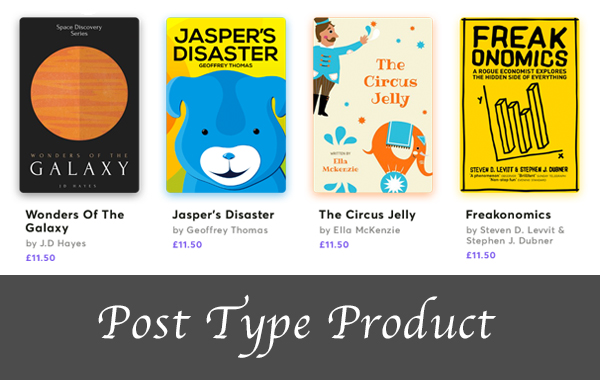 Space Discovery
Series
WONDERS OF THE
GALAXY
JD HAYES
JASPER'S
DISASTER
GEOFFREY THOMAS
The
Circus
Jelly
WRITTEN BY
Ella
McKenzie
FREAK
ONOMICS
A ROGUE ECONOMIST EXPLORES
THE HIDDEN SIDE OF EVERYTHING
Y
X
STEVEN D. LEVITT & STEPHEN J. DUBNER
Wonders Of The
Galaxy
by J.D Hayes
£11.50
Jasper's Disaster
by Geoffrey Thomas
£11.50
The Circus Jelly
by Ella McKenzie
£11.50
Freakonomics
by Steven D. Levvit &
Stephen J. Dubner
£11.50
Post Type Product